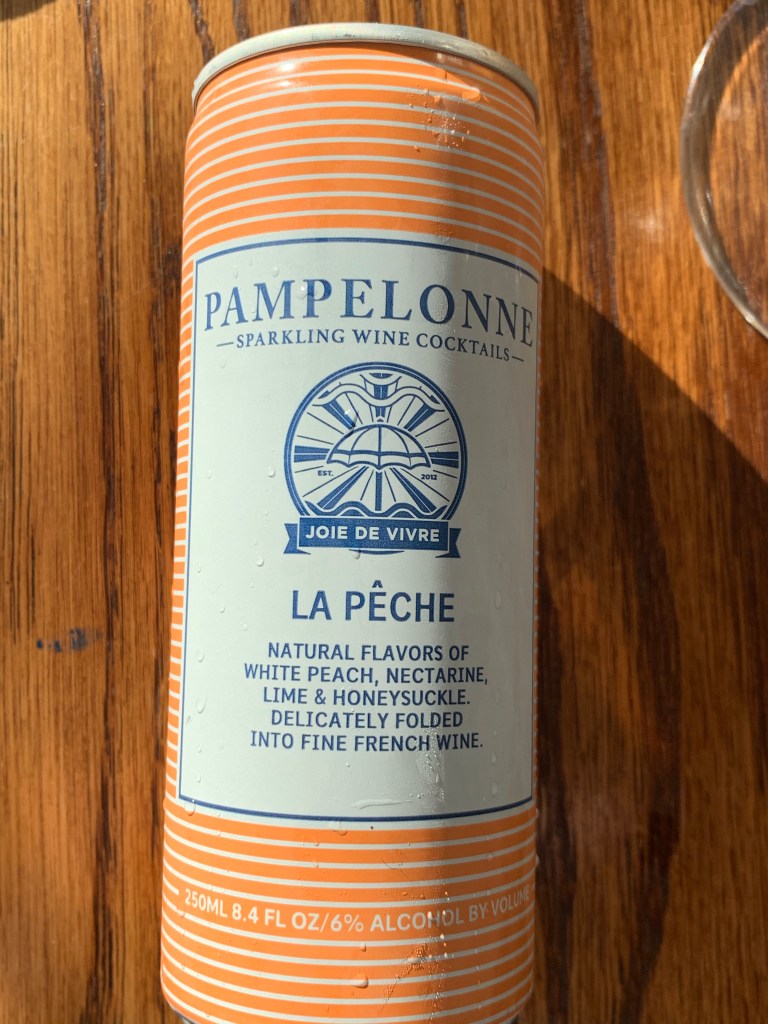 PAMPELONNE
—SPARKLING WINE COCKTAILS—
EST. 2012
JOIE DE VIVRE
LA PÊCHE
NATURAL FLAVORS OF
WHITE PEACH, NECTARINE,
LIME & HONEYSUCKLE.
DELICATELY FOLDED
INTO FINE FRENCH WINE.
250ML 8.4 FL OZ/6% ALCOHOL BY VOLUME